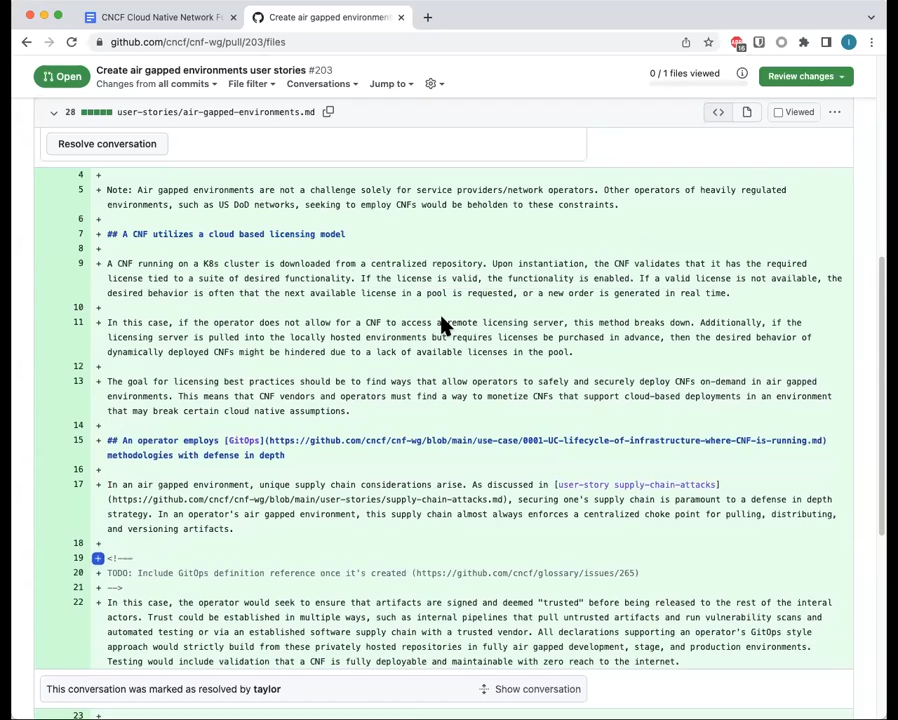 CNCF Cloud Native Network Fu
Create air gapped environment
github.com/cncf/cnf-wg/pull/203/files
15
I
Open
Create air gapped environments user stories #203
Changes from all commits
File filter
Conversations
Jump to
0 / 1 files viewed
Review changes
28
user-stories/air-gapped-environments.md
Viewed
Resolve conversation
4 +
5 + Note: Air gapped environments are not a challenge solely for service providers/network operators. Other operators of heavily regulated
environments, such as US DoD networks, seeking to employ CNFs would be beholden to these constraints.
6 +
7 + ## A CNF utilizes a cloud based licensing model
8 +
9 + A CNF running on a K8s cluster is downloaded from a centralized repository. Upon instantiation, the CNF validates that it has the required
license tied to a suite of desired functionality. If the license is valid, the functionality is enabled. If a valid license is not available, the
desired behavior is often that the next available license in a pool is requested, or a new order is generated in real time.
10 +
11 + In this case, if the operator does not allow for a CNF to access a remote licensing server, this method breaks down. Additionally, if the
licensing server is pulled into the locally hosted environments but requires licenses be purchased in advance, then the desired behavior of
dynamically deployed CNFs might be hindered due to a lack of available licenses in the pool.
12 +
13 + The goal for licensing best practices should be to find ways that allow operators to safely and securely deploy CNFs on-demand in air gapped
environments. This means that CNF vendors and operators must find a way to monetize CNFs that support cloud-based deployments in an environment
that may break certain cloud native assumptions.
14 +
15 + ## An operator employs [GitOps](https://github.com/cncf/cnf-wg/blob/main/use-case/0001-UC-lifecycle-of-infrastructure-where-CNF-is-running.md)
methodologies with defense in depth
16 +
17 + In an air gapped environment, unique supply chain considerations arise. As discussed in [user-story supply-chain-attacks]
(https://github.com/cncf/cnf-wg/blob/main/user-stories/supply-chain-attacks.md), securing one's supply chain is paramount to a defense in depth
strategy. In an operator's air gapped environment, this supply chain almost always enforces a centralized choke point for pulling, distributing,
and versioning artifacts.
18 +
19 + <!---
20 + TODO: Include GitOps definition reference once it's created (https://github.com/cncf/glossary/issues/265)
21 + -->
22 + In this case, the operator would seek to ensure that artifacts are signed and deemed "trusted" before being released to the rest of the interal
actors. Trust could be established in multiple ways, such as internal pipelines that pull untrusted artifacts and run vulnerability scans and
automated testing or via an established software supply chain with a trusted vendor. All declarations supporting an operator's GitOps style
approach would strictly build from these privately hosted repositories in fully air gapped development, stage, and production environments.
Testing would include validation that a CNF is fully deployable and maintainable with zero reach to the internet.
This conversation was marked as resolved by taylor
Show conversation
23 +